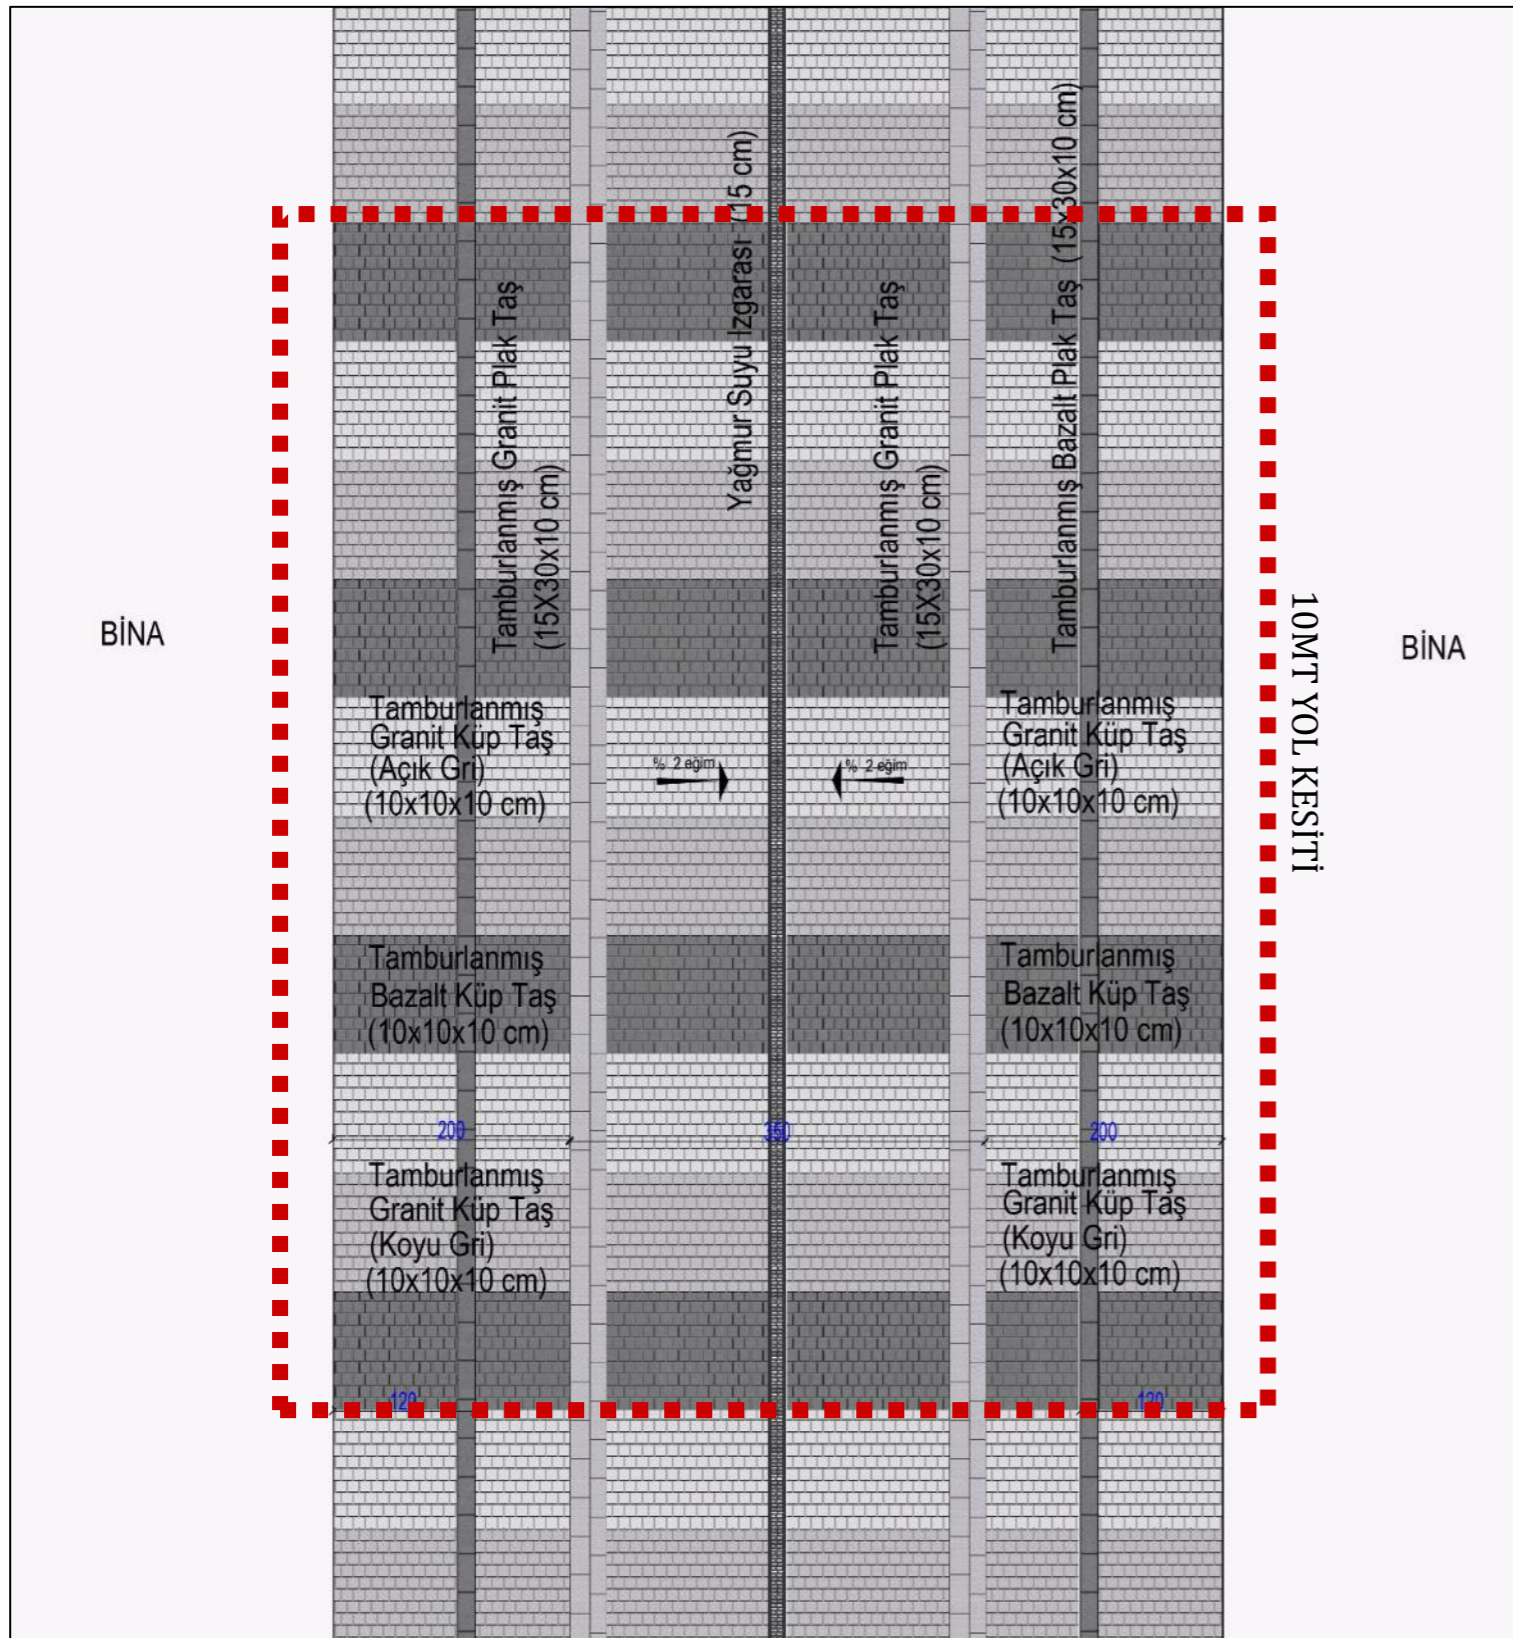 Yağmur Suyu Izgarası (15 cm)
Tamburlanmış Bazalt Plak Taş (15x30x10 cm)
Tamburlanmış Granit Plak Taş
(15X30x10 cm)
Tamburlanmış Granit Plak Taş
(15X30x10 cm)
BİNA
BİNA
10MT YOL KESİTİ
Tamburlanmış
Granit Küp Taş
(Açık Gri)
(10x10x10 cm)
% 2 eğim
% 2 eğim
Tamburlanmış
Granit Küp Taş
(Açık Gri)
(10x10x10 cm)
Tamburlanmış
Bazalt Küp Taş
(10x10x10 cm)
Tamburlanmış
Bazalt Küp Taş
(10x10x10 cm)
200
350
200
Tamburlanmış
Granit Küp Taş
(Koyu Gri)
(10x10x10 cm)
Tamburlanmış
Granit Küp Taş
(Koyu Gri)
(10x10x10 cm)
120
120